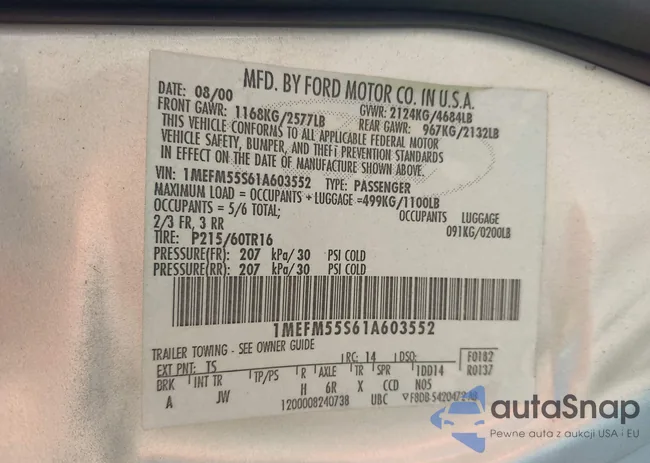 MFD. BY FORD MOTOR CO. IN U.S.A.
DATE: 08/00 GVWR: 2124KG/4684LB
FRONT GAWR: 1168KG/2577LB REAR GAWR: 967KG/2132LB
THIS VEHICLE CONFORMS TO ALL APPLICABLE FEDERAL MOTOR
VEHICLE SAFETY, BUMPER, AND THEFT PREVENTION STANDARDS
IN EFFECT ON THE DATE OF MANUFACTURE SHOWN ABOVE.
VIN: 1MEFM55S61A603552 TYPE: PASSENGER
MAXIMUM LOAD = OCCUPANTS + LUGGAGE =499KG/1100LB
OCCUPANTS = 5/6 TOTAL; OCCUPANTS LUGGAGE
2/3 FR, 3 RR 091KG/0200LB
TIRE: P215/60TR16
PRESSURE(FR): 207 kPa/30 PSI COLD
PRESSURE(RR): 207 kPa/30 PSI COLD
1MEFM55S61A603552
TRAILER TOWING - SEE OWNER GUIDE
EXT PNT: TS RC: 14 DSO: F0182
BRK INT TR TP/PS R AXLE TR SPR 1DD14 R0137
A JW H 6R X CCD N05
1200008240738 UBC
autaSnap
Pewne auta z aukcji USA i EU